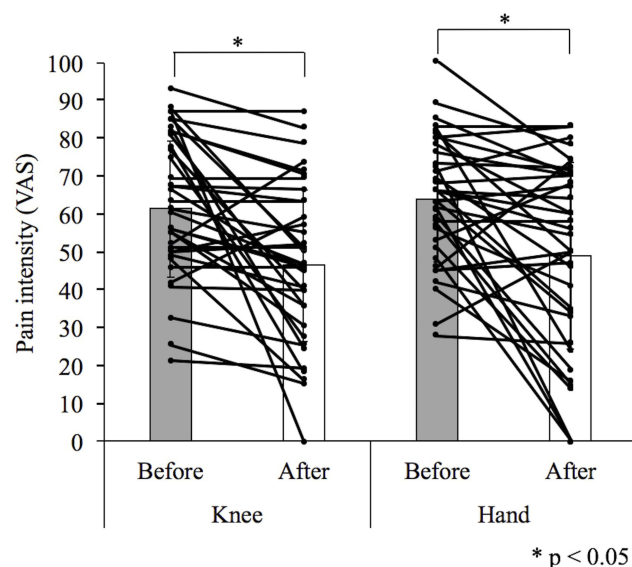 *
*
Pain intensity (VAS)
100
90
80
70
60
50
40
30
20
10
0
Before
After
Before
After
Knee
Hand
* p < 0.05